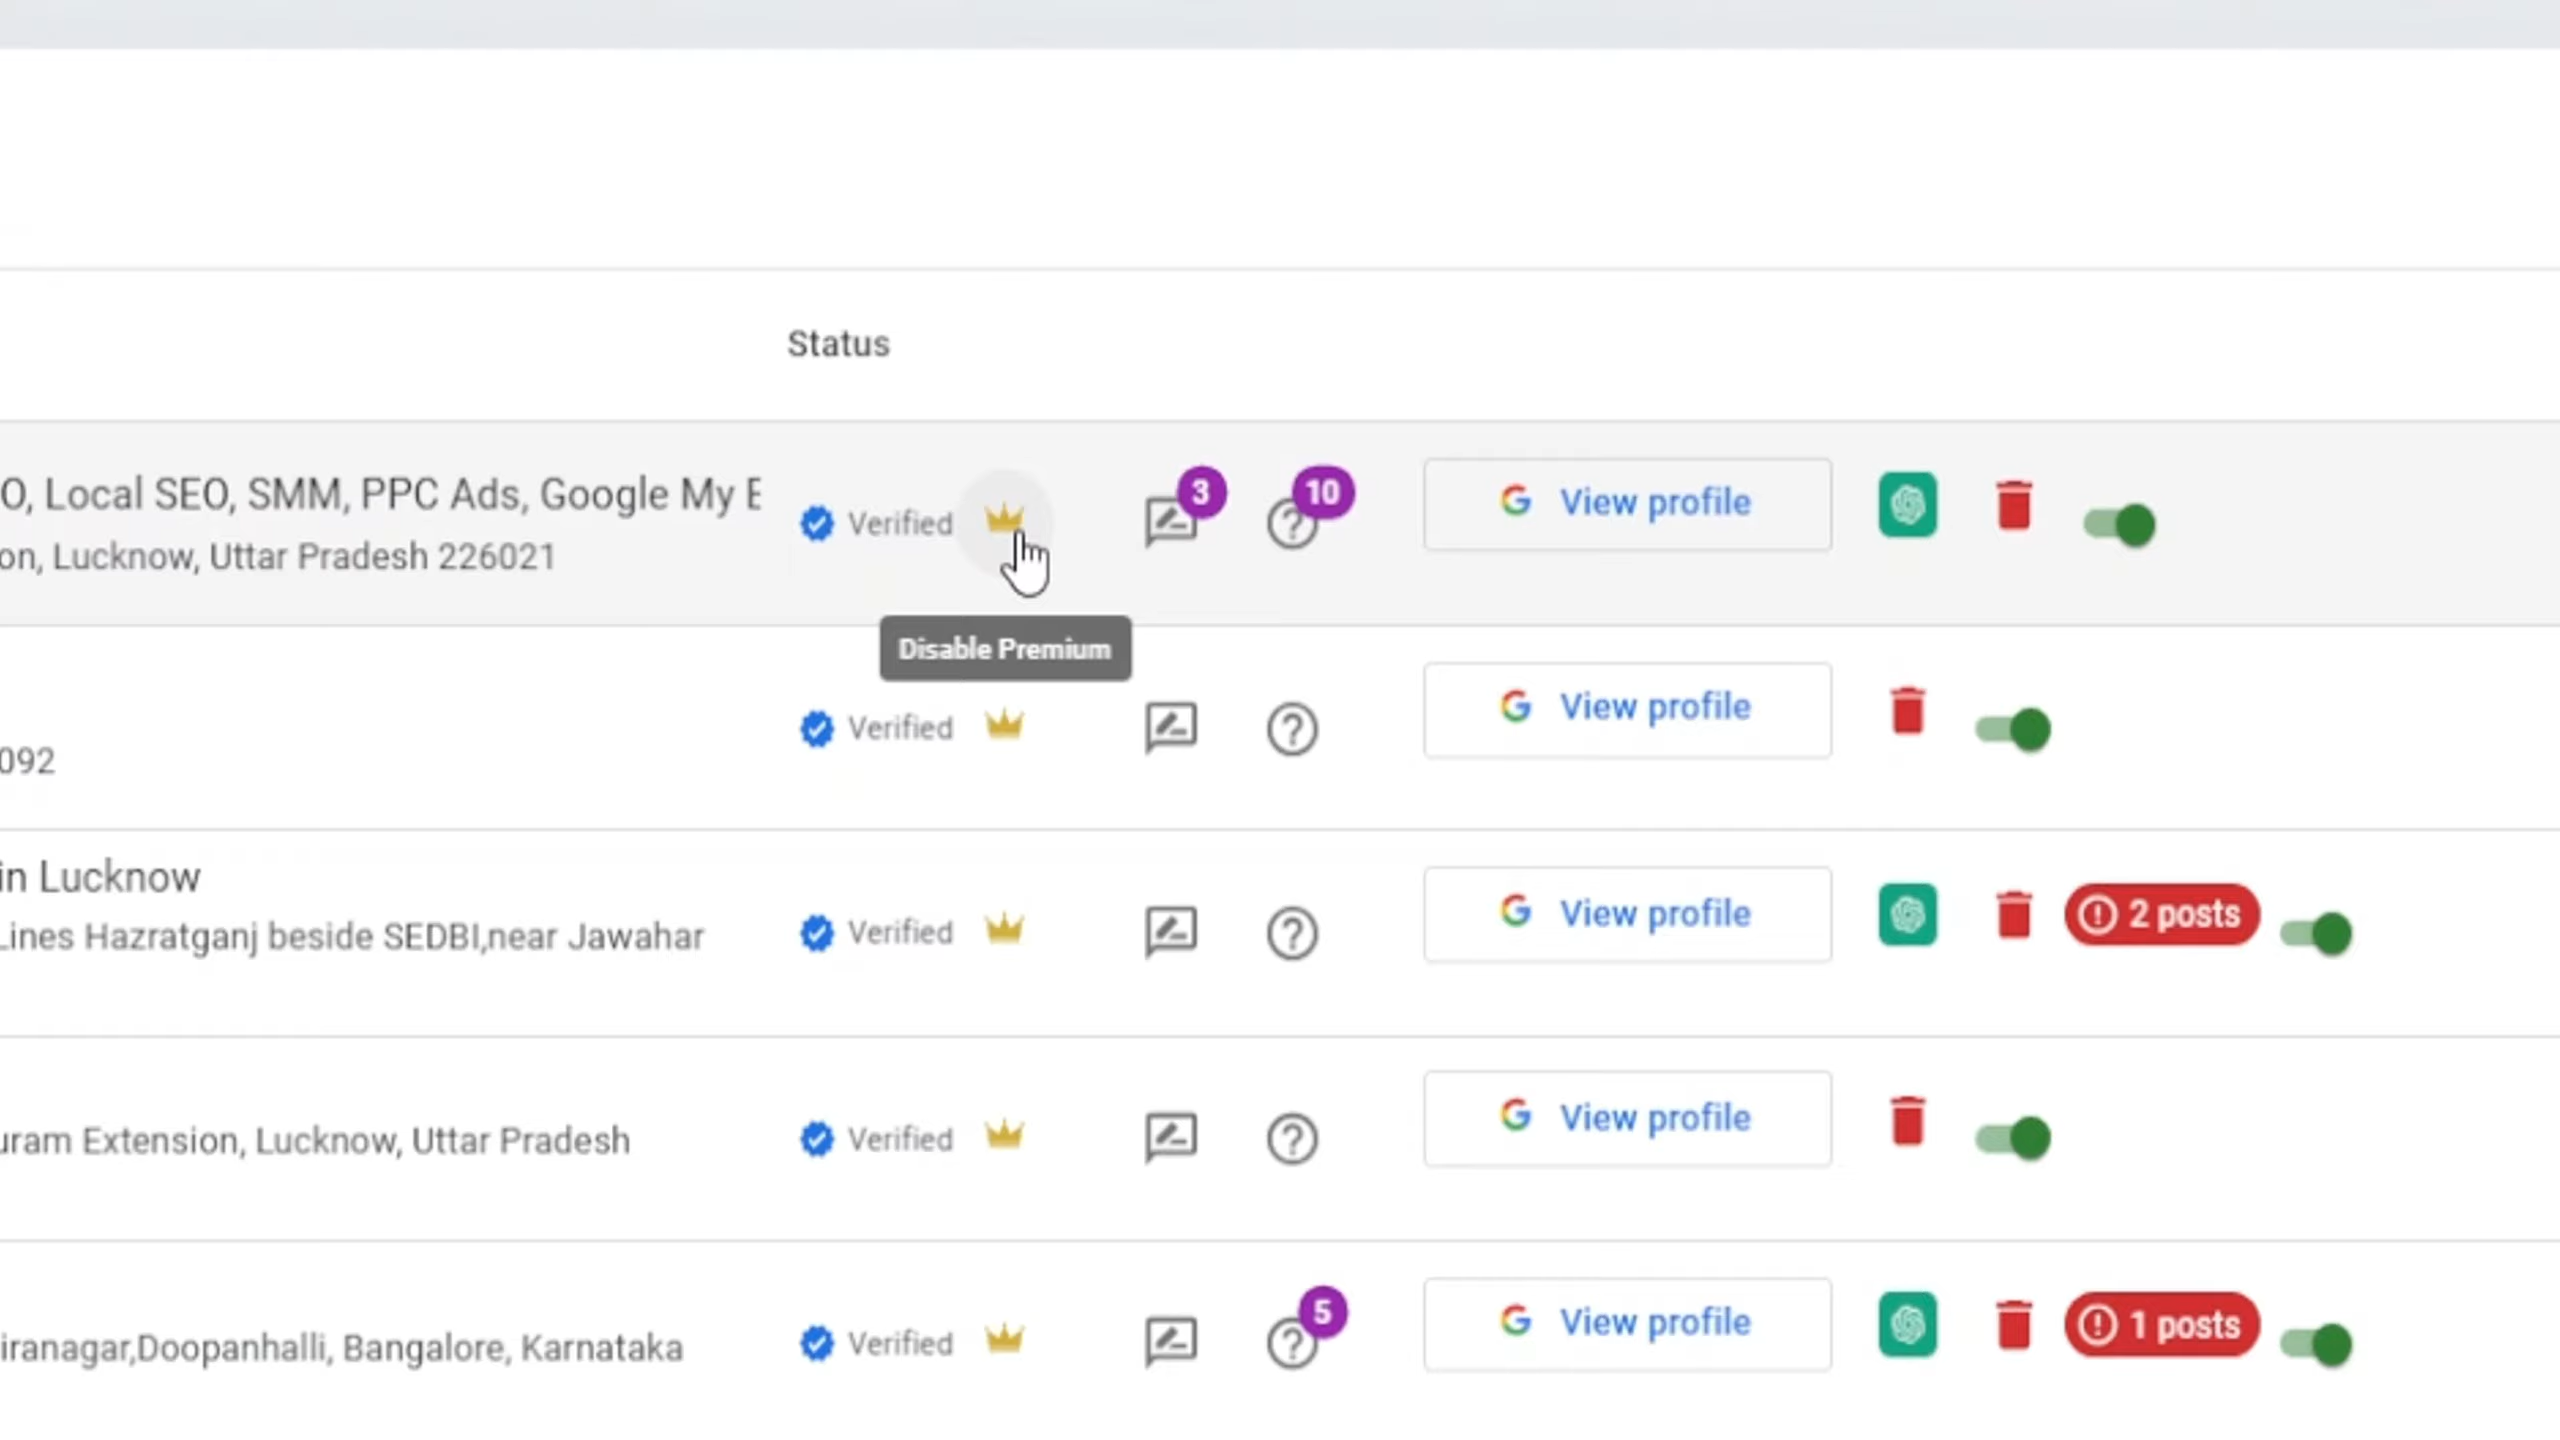 Status
O, Local SEO, SMM, PPC Ads, Google My B
on, Lucknow, Uttar Pradesh 226021
Verified
3
10
View profile
Disable Premium
092
Verified
View profile
in Lucknow
Lines Hazratganj beside SEDBI,near Jawahar
Verified
View profile
2 posts
uram Extension, Lucknow, Uttar Pradesh
Verified
View profile
iranagar,Doopanhalli, Bangalore, Karnataka
Verified
5
View profile
1 posts